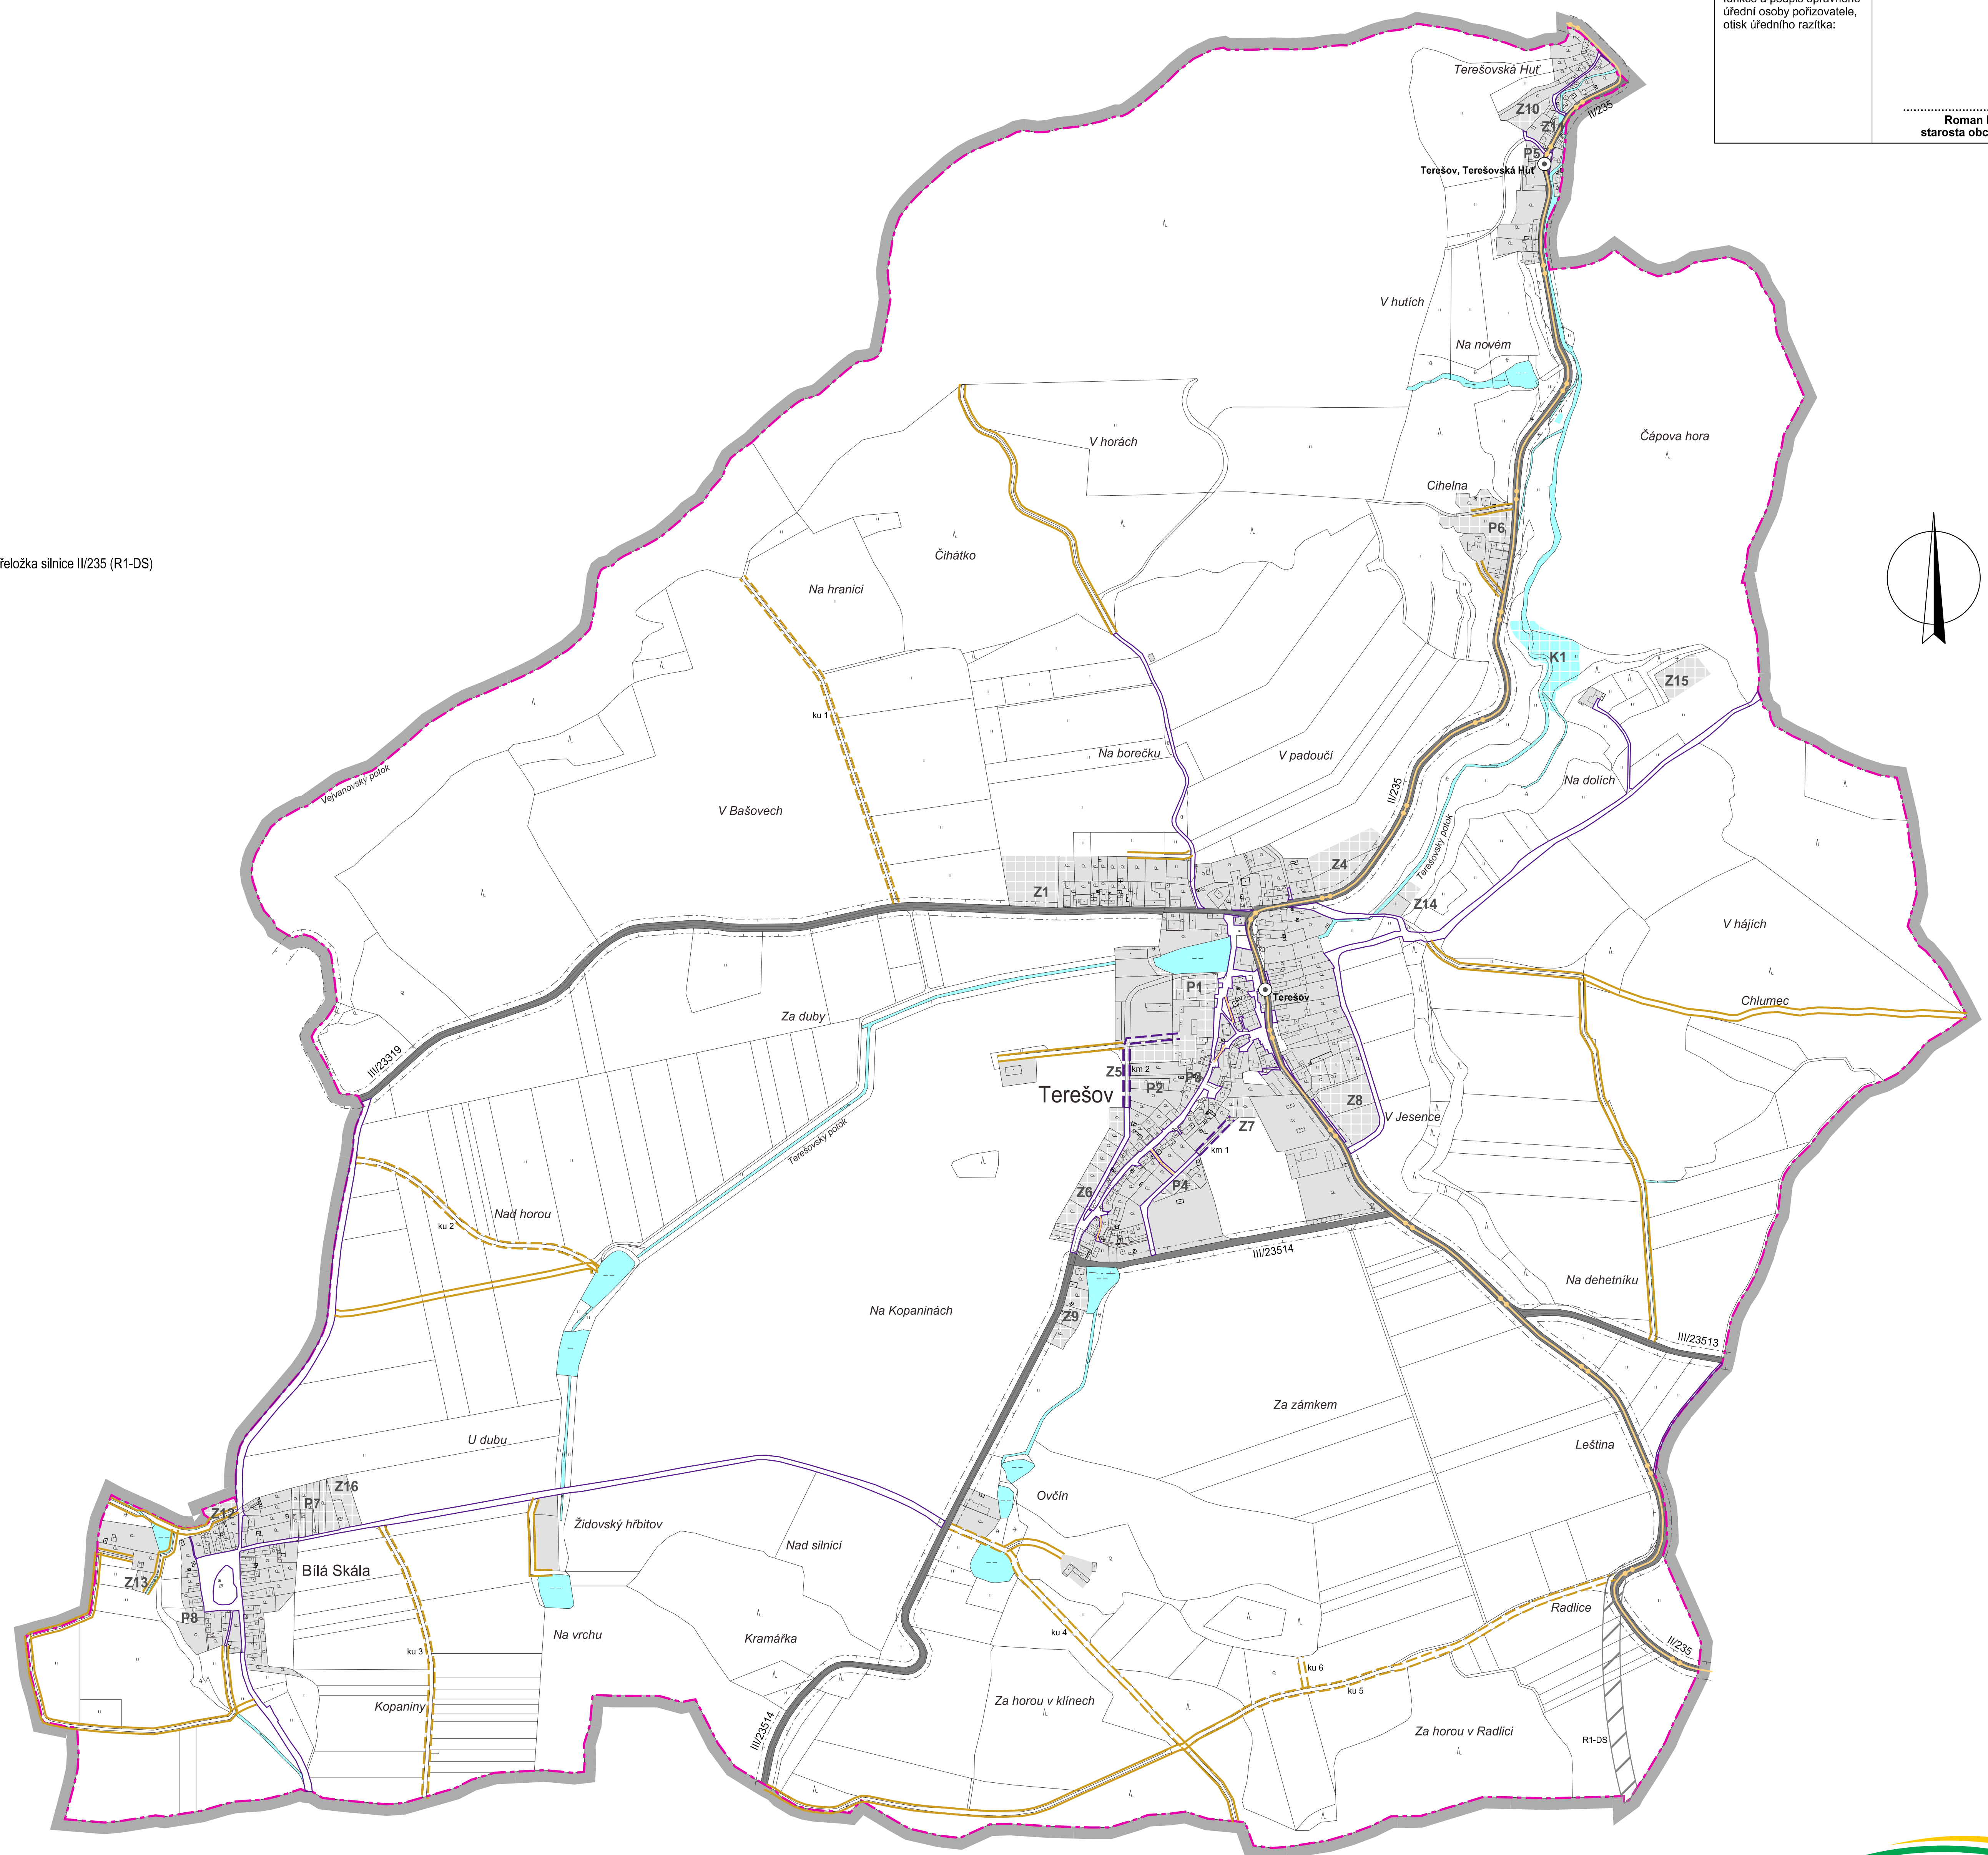 úřední osoby pořizovatele,
otisk úředního razítka:
Roman
starosta obc
Terešovská Huť
Z10
Z11
II/235
P5
Terešov, Terešovská Huť
V hutích
Na novém
V horách
Čápova hora
Cihelna
P6
Čihátko
řeložka silnice II/235 (R1-DS)
Na hranici
K1
Z15
ku 1
Na borečku
V padoučí
Vejvanovský potok
Na dolích
II/235
V Bašovech
Terešovský potok
Z4
Z1
Z14
V hájích
P1
Terešov
Chlumec
Za duby
III/23319
Z5
km 2
P2
P3
Terešov
Z8
V Jesence
Z7
Terešovský potok
km 1
Z6
P4
Nad horou
ku 2
III/23514
Na dehetníku
Na Kopaninách
Z9
III/23513
Za zámkem
U dubu
Leština
Z16
Z12
P7
Ovčín
Židovský hřbitov
Nad silnicí
Bílá Skála
Z13
P8
Radlice
Na vrchu
Kramářka
ku 4
II/235
ku 3
ku 6
ku 5
Kopaniny
Za horou v klínech
III/23514
Za horou v Radlici
R1-DS